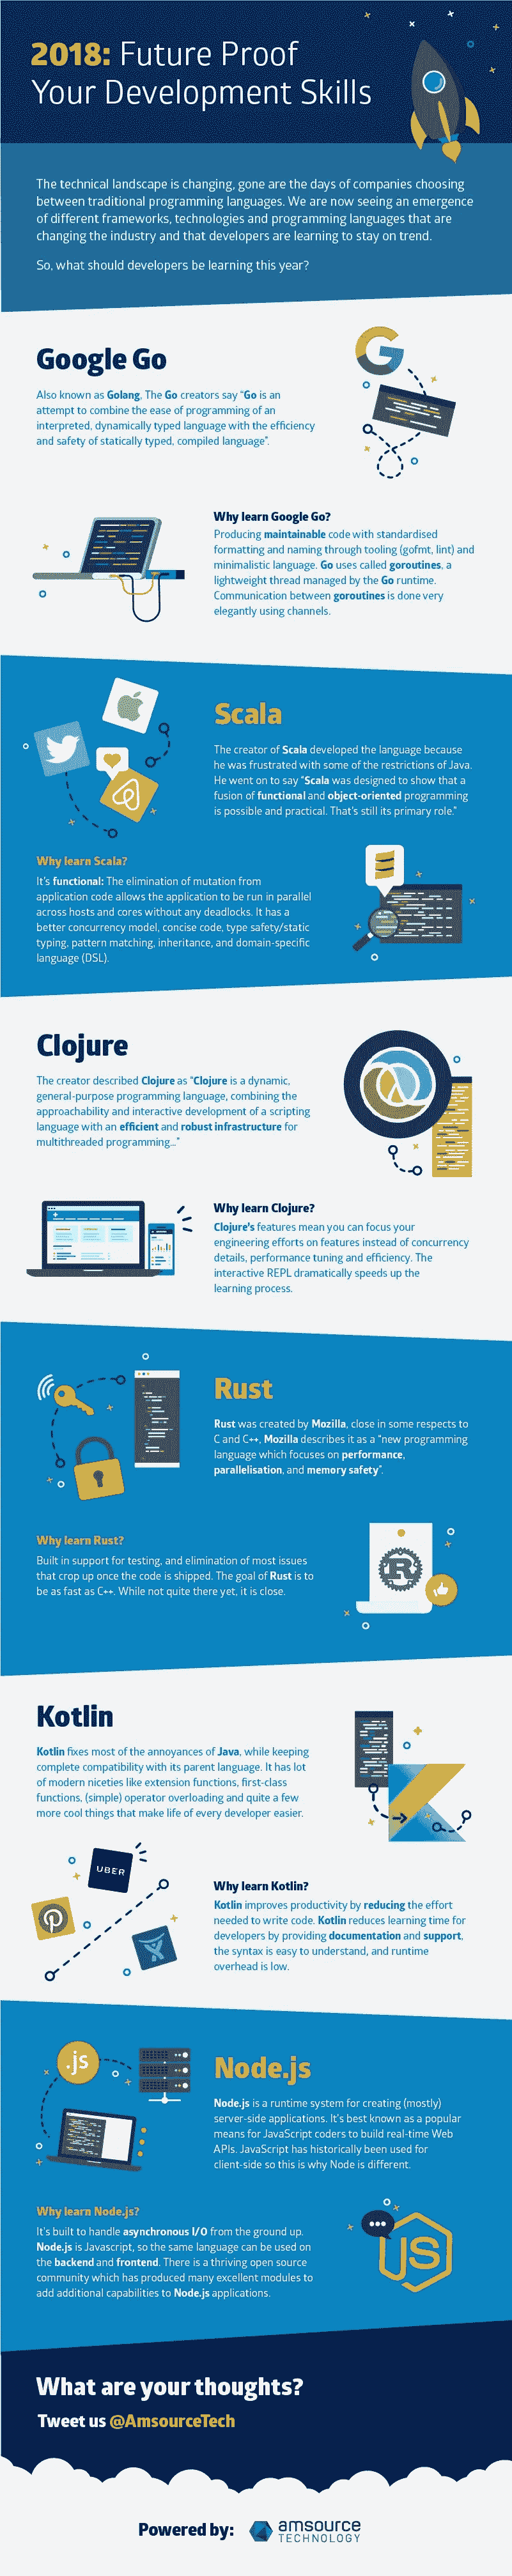 2018: Future Proof
Your Development Skills
The technical landscape is changing, gone are the days of companies choosing
between traditional programming languages. We are now seeing an emergence
of different frameworks, technologies and programming languages that are
changing the industry and that developers are learning to stay on trend.
So, what should developers be learning this year?
Google Go
Also known as Golang, The Go creators say "Go is an
attempt to combine the ease of programming of an
interpreted, dynamically typed language with the efficiency
and safety of statically typed, compiled language".
Why learn Google Go?
Producing maintainable code with standardised
formatting and naming through tooling (gofmt, lint) and
minimalistic language. Go uses called goroutines, a
lightweight thread managed by the Go runtime.
Communication between goroutines is done very
elegantly using channels.
Scala
The creator of Scala developed the language because
he was frustrated with some of the restrictions of Java.
He went on to say "Scala was designed to show that a
fusion of functional and object-oriented programming
is possible and practical. That's still its primary role."
Why learn Scala?
It's functional: The elimination of mutation from
application code allows the application to be run in parallel
across hosts and cores without any deadlocks. It has a
better concurrency model, concise code, type safety/static
typing, pattern matching, inheritance, and domain-specific
language (DSL).
Clojure
The creator described Clojure as "Clojure is a dynamic,
general-purpose programming language, combining the
approachability and interactive development of a scripting
language with an efficient and robust infrastructure for
multithreaded programming..."
Why learn Clojure?
Clojure's features mean you can focus your
engineering efforts on features instead of concurrency
details, performance tuning and efficiency. The
interactive REPL dramatically speeds up the
learning process.
Rust
Rust was created by Mozilla, close in some respects to
C and C++, Mozilla describes it as a "new programming
language which focuses on performance,
parallelisation, and memory safety".
Why learn Rust?
Built in support for testing, and elimination of most issues
that crop up once the code is shipped. The goal of Rust is to
be as fast as C++. While not quite there yet, it is close.
R
Kotlin
Kotlin fixes most of the annoyances of Java, while keeping
complete compatibility with its parent language. It has lot
of modern niceties like extension functions, first-class
functions, (simple) operator overloading and quite a few
more cool things that make life of every developer easier.
UBER
Why learn Kotlin?
Kotlin improves productivity by reducing the effort
needed to write code. Kotlin reduces learning time for
developers by providing documentation and support,
the syntax is easy to understand, and runtime
overhead is low.
.js
Node.js
Node.js is a runtime system for creating (mostly)
server-side applications. It's best known as a popular
means for JavaScript coders to build real-time Web
APIs. JavaScript has historically been used for
client-side so this is why Node is different.
Why learn Node.js?
It's built to handle asynchronous I/O from the ground up.
Node.js is Javascript, so the same language can be used on
the backend and frontend. There is a thriving open source
community which has produced many excellent modules to
add additional capabilities to Node.js applications.
JS
What are your thoughts?
Tweet us @AmsourceTech
Powered by:
amsource
TECHNOLOGY